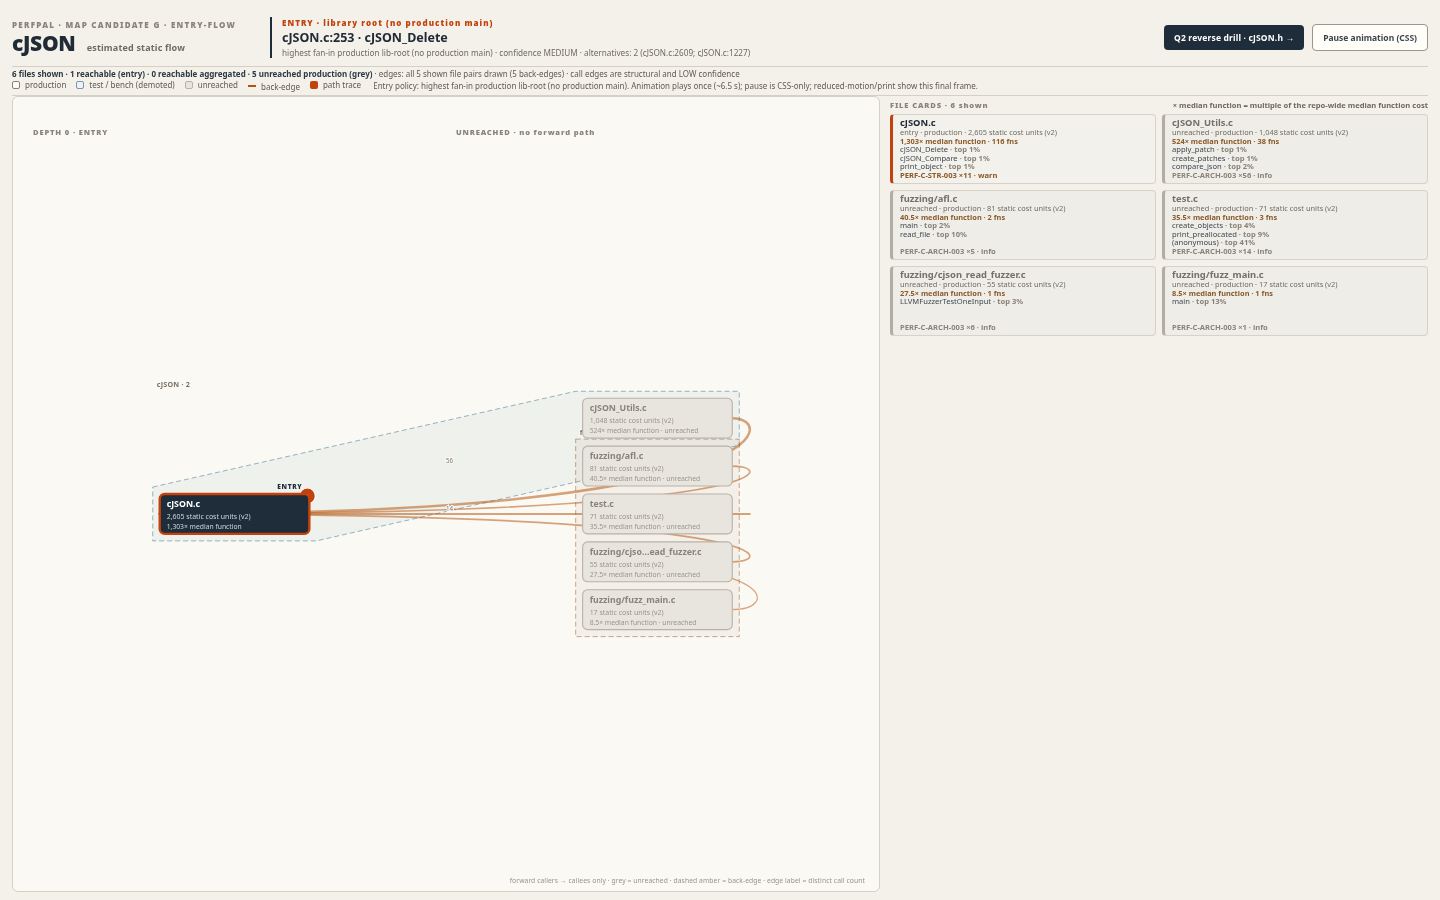 PERFPAL · MAP CANDIDATE G · ENTRY-FLOW
cJSON estimated static flow
ENTRY · library root (no production main)
cJSON.c:253 · cJSON_Delete
highest fan-in production lib-root (no production main) · confidence MEDIUM · alternatives: 2 (cJSON.c:2609; cJSON.c:1227)
Q2 reverse drill · cJSON.h →
Pause animation (CSS)
6 files shown · 1 reachable (entry) · 0 reachable aggregated · 5 unreached production (grey) · edges: all 5 shown file pairs drawn (5 back-edges) · call edges are structural and LOW confidence
production test / bench (demoted) unreached back-edge path trace Entry policy: highest fan-in production lib-root (no production main). Animation plays once (~6.5 s); pause is CSS-only; reduced-motion/print show this final frame.
DEPTH 0 · ENTRY
UNREACHED · no forward path
cJSON · 2
56
14
ENTRY
cJSON.c
2,605 static cost units (v2)
1,303× median function
cJSON_Utils.c
1,048 static cost units (v2)
524× median function · unreached
fuzzing/afl.c
81 static cost units (v2)
40.5× median function · unreached
test.c
71 static cost units (v2)
35.5× median function · unreached
fuzzing/cjso…ead_fuzzer.c
55 static cost units (v2)
27.5× median function · unreached
fuzzing/fuzz_main.c
17 static cost units (v2)
8.5× median function · unreached
forward callers → callees only · grey = unreached · dashed amber = back-edge · edge label = distinct call count
FILE CARDS · 6 shown
× median function = multiple of the repo-wide median function cost
cJSON.c
entry · production · 2,605 static cost units (v2)
1,303× median function · 116 fns
cJSON_Delete · top 1%
cJSON_Compare · top 1%
print_object · top 1%
PERF-C-STR-003 ×11 · warn
cJSON_Utils.c
unreached · production · 1,048 static cost units (v2)
524× median function · 38 fns
apply_patch · top 1%
create_patches · top 1%
compare_json · top 2%
PERF-C-ARCH-003 ×56 · info
fuzzing/afl.c
unreached · production · 81 static cost units (v2)
40.5× median function · 2 fns
main · top 2%
read_file · top 10%
PERF-C-ARCH-003 ×5 · info
test.c
unreached · production · 71 static cost units (v2)
35.5× median function · 3 fns
create_objects · top 4%
print_preallocated · top 9%
(anonymous) · top 41%
PERF-C-ARCH-003 ×14 · info
fuzzing/cjson_read_fuzzer.c
unreached · production · 55 static cost units (v2)
27.5× median function · 1 fns
LLVMFuzzerTestOneInput · top 3%
PERF-C-ARCH-003 ×6 · info
fuzzing/fuzz_main.c
unreached · production · 17 static cost units (v2)
8.5× median function · 1 fns
main · top 13%
PERF-C-ARCH-003 ×1 · info